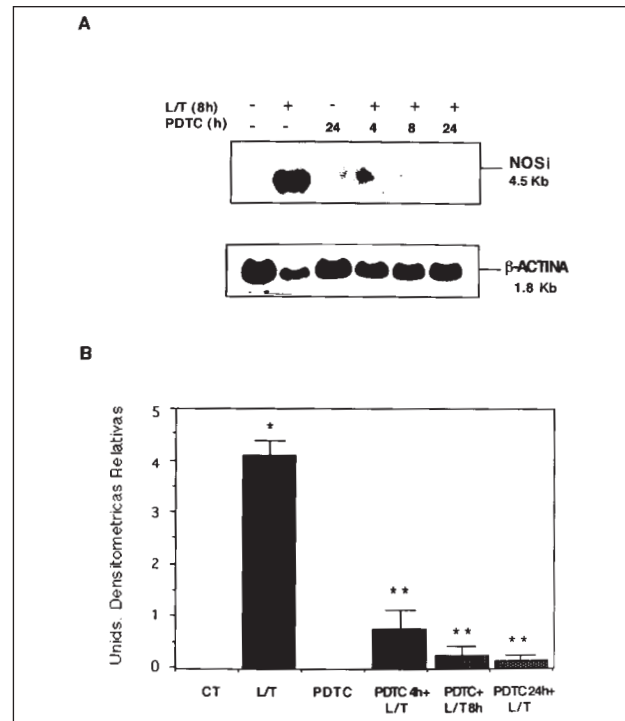 A
L/T (8h) - + - + + +
PDTC (h) - - 24 4 8 24
NOSi
4.5 Kb
β-ACTINA
1.8 Kb
B
Unids. Densitometricas Relativas
5
4
3
2
1
0
*
**
**
**
CT L/T PDTC PDTC 4h+ PDTC+ PDTC 24h+
L/T L/T 8h L/T